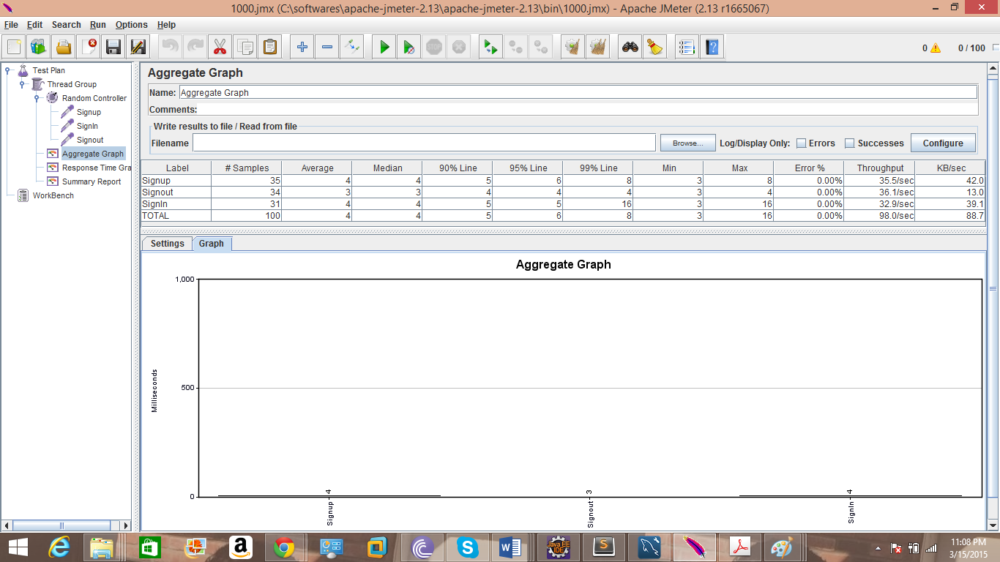 1000.jmx (C:\softwares\apache-jmeter-2.13\apache-jmeter-2.13\bin\1000.jmx) - Apache JMeter (2.13 r1665067)
File Edit Search Run Options Help
STOP
0 0 / 100
Test Plan
Thread Group
Random Controller
Signup
SignIn
Signout
Aggregate Graph
Response Time Gra
Summary Report
WorkBench
Aggregate Graph
Name: Aggregate Graph
Comments:
Write results to file / Read from file
Filename Browse... Log/Display Only: Errors Successes Configure
Label # Samples Average Median 90% Line 95% Line 99% Line Min Max Error % Throughput KB/sec
Signup 35 4 4 5 6 8 3 8 0.00% 35.5/sec 42.0
Signout 34 3 3 4 4 4 3 4 0.00% 36.1/sec 13.0
SignIn 31 4 4 5 5 16 3 16 0.00% 32.9/sec 39.1
TOTAL 100 4 4 5 6 8 3 16 0.00% 98.0/sec 88.7
Settings Graph
Aggregate Graph
1,000
500
0
Milliseconds
4 3 4
Signup Signout SignIn
Java EE
IDE
11:08 PM
3/15/2015